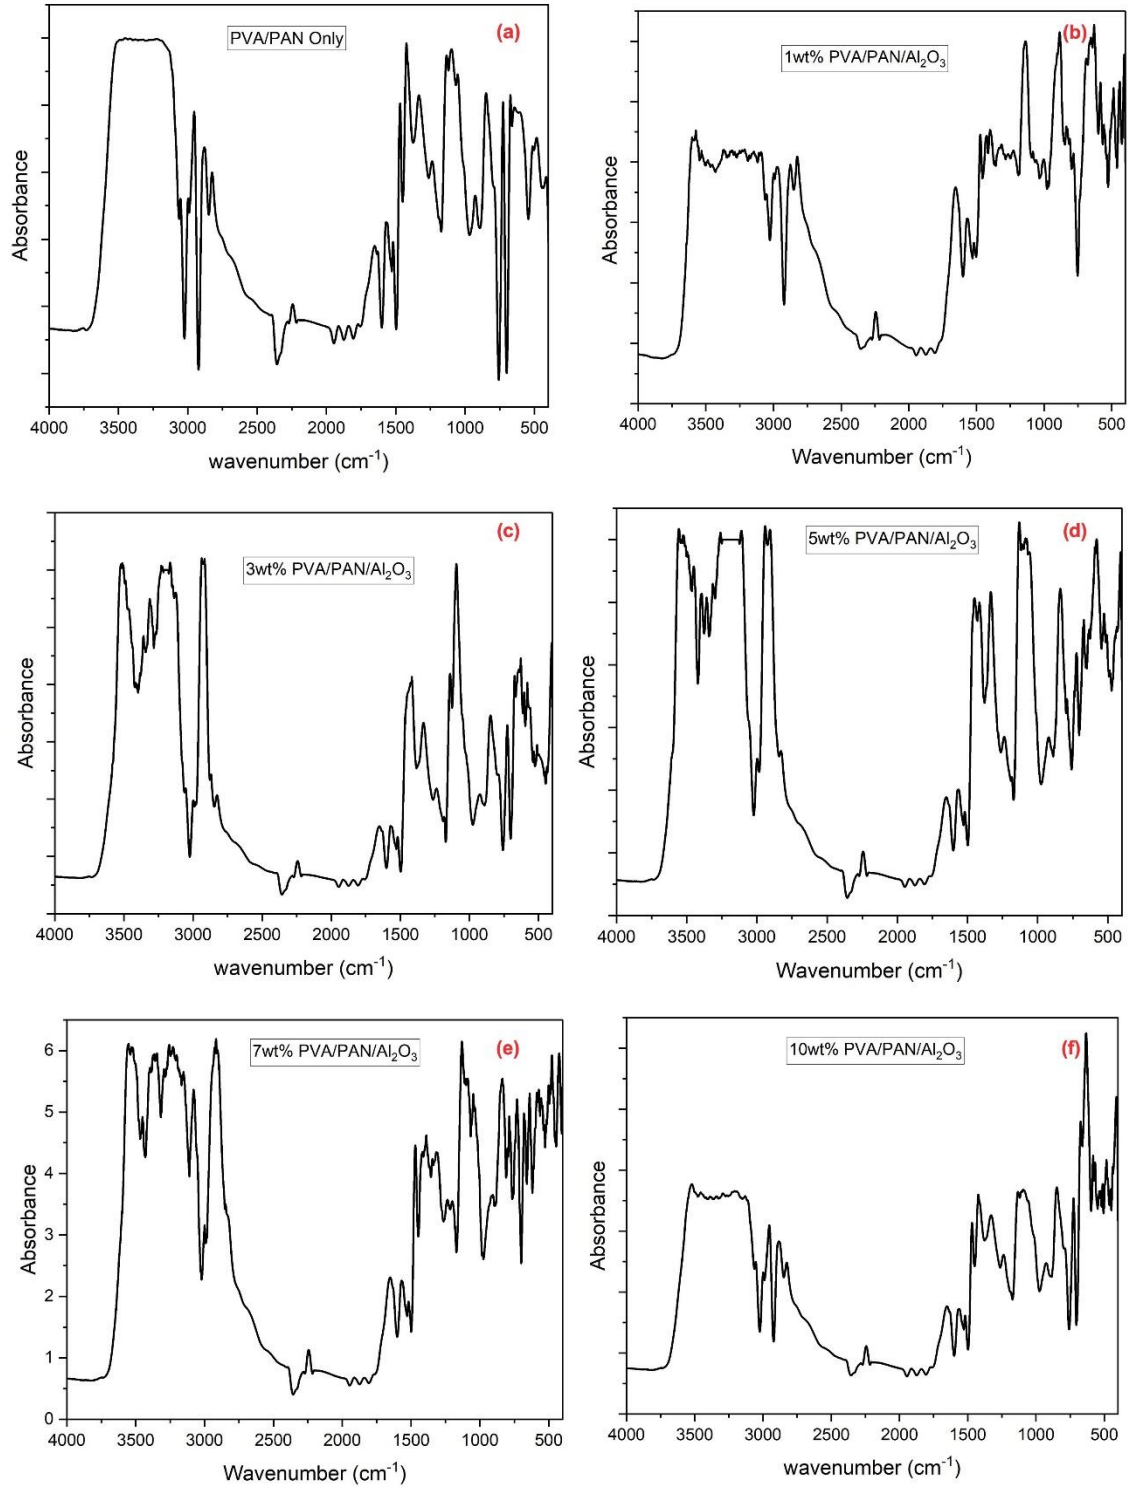 PVA/PAN Only
(a)
Absorbance
4000 3500 3000 2500 2000 1500 1000 500
wavenumber (cm⁻¹)
(b)
1wt% PVA/PAN/Al₂O₃
Absorbance
4000 3500 3000 2500 2000 1500 1000 500
Wavenumber (cm⁻¹)
(c)
3wt% PVA/PAN/Al₂O₃
Absorbance
4000 3500 3000 2500 2000 1500 1000 500
wavenumber (cm⁻¹)
(d)
5wt% PVA/PAN/Al₂O₃
Absorbance
4000 3500 3000 2500 2000 1500 1000 500
Wavenumber (cm⁻¹)
(e)
7wt% PVA/PAN/Al₂O₃
Absorbance
6
5
4
3
2
1
0
4000 3500 3000 2500 2000 1500 1000 500
Wavenumber (cm⁻¹)
(f)
10wt% PVA/PAN/Al₂O₃
Absorbance
4000 3500 3000 2500 2000 1500 1000 500
wavenumber (cm⁻¹)